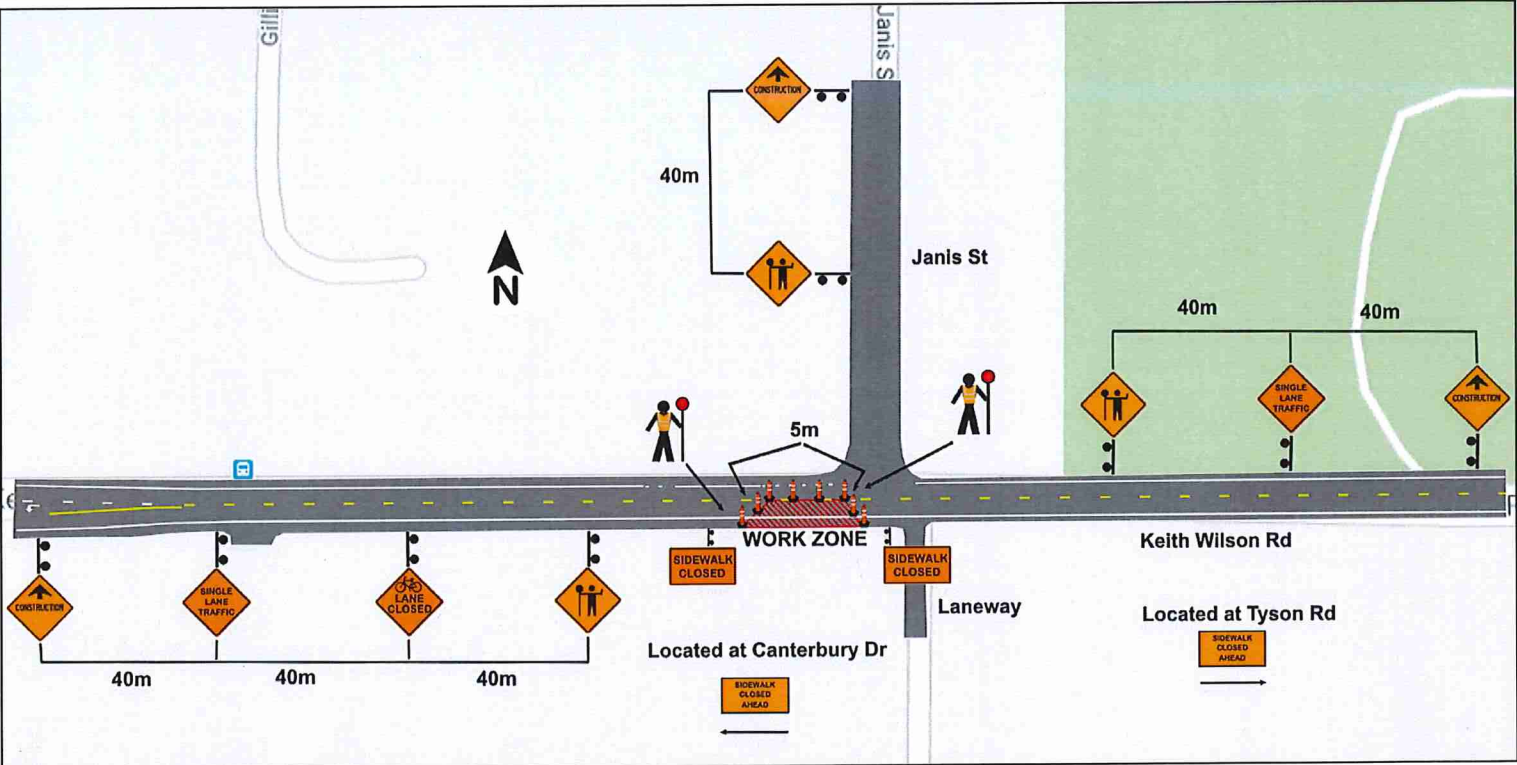 Gilli
Janis S
CONSTRUCTION
40m
Janis St
N
40m
40m
SINGLE
LANE
TRAFFIC
CONSTRUCTION
5m
WORK ZONE
SIDEWALK
CLOSED
SIDEWALK
CLOSED
Keith Wilson Rd
CONSTRUCTION
SINGLE
LANE
TRAFFIC
LANE
CLOSED
40m
40m
40m
Laneway
Located at Canterbury Dr
SIDEWALK
CLOSED
AHEAD
Located at Tyson Rd
SIDEWALK
CLOSED
AHEAD